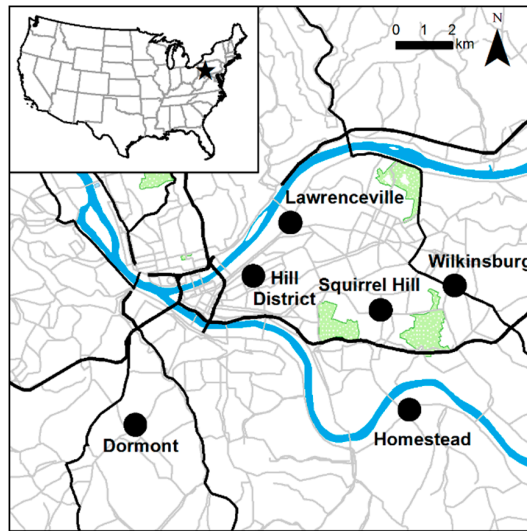 N
0 1 2
km
Lawrenceville
Wilkinsburg
Hill
District
Squirrel Hill
Dormont
Homestead